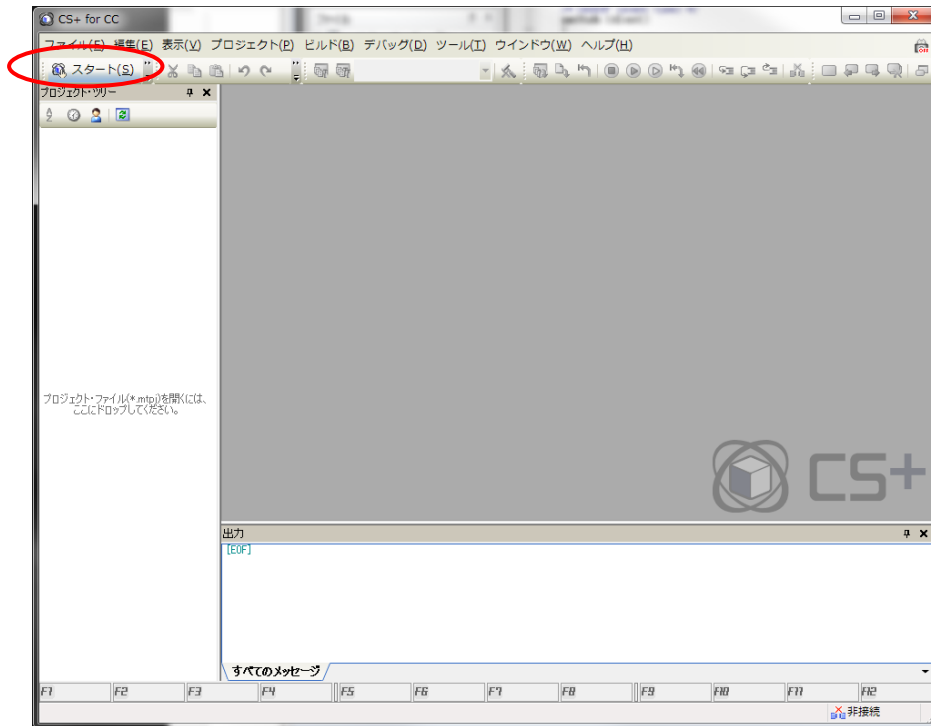 CS+ for CC
ファイル(F) 編集(E) 表示(V) プロジェクト(P) ビルド(B) デバッグ(D) ツール(T) ウインドウ(W) ヘルプ(H)
スタート(S)
プロジェクト・ツリー
プロジェクト・ファイル(*.mtpj)を開くには、
ここにドロップしてください。
CS+
出力
[EOF]
すべてのメッセージ
F1 F2 F3 F4 F5 F6 F7 F8 F9 F10 F11 F12
非接続